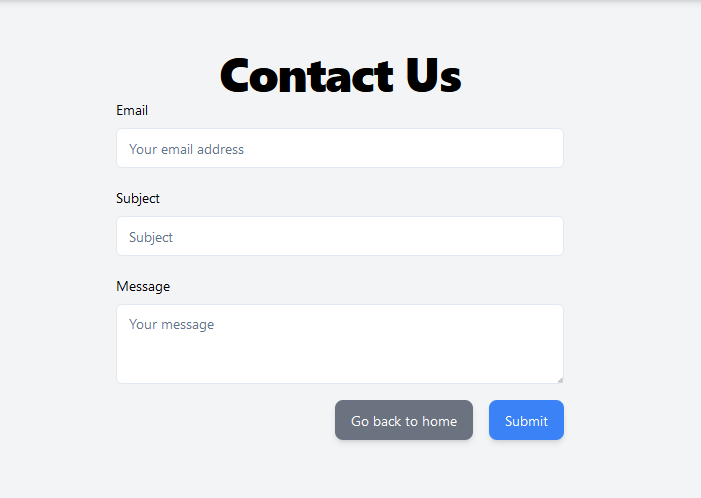 Contact Us
Email
Your email address
Subject
Subject
Message
Your message
Go back to home
Submit